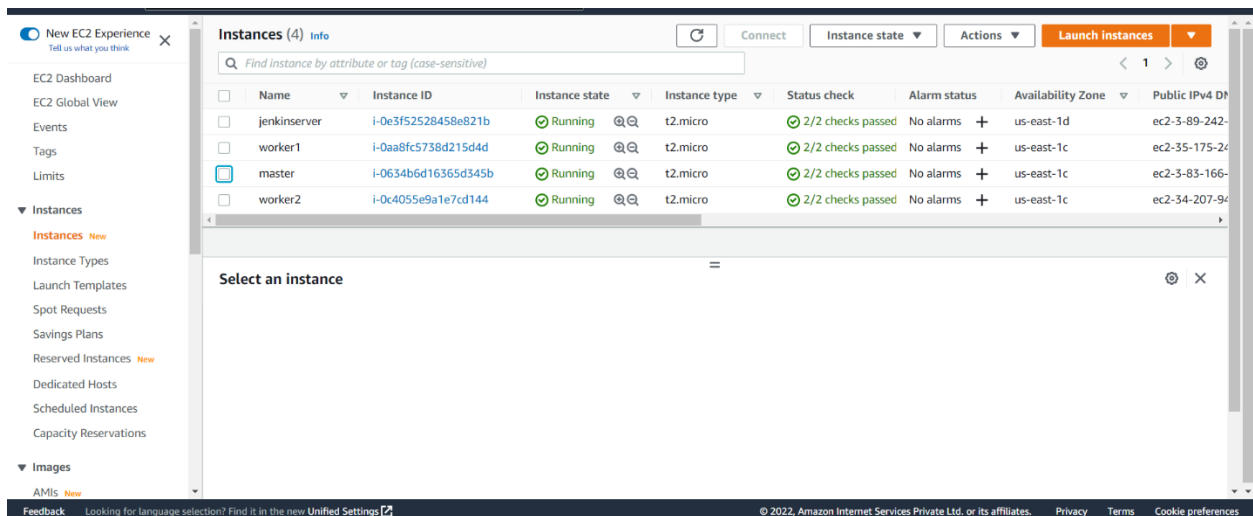 New EC2 Experience
Tell us what you think
EC2 Dashboard
EC2 Global View
Events
Tags
Limits
Instances
Instances New
Instance Types
Launch Templates
Spot Requests
Savings Plans
Reserved Instances New
Dedicated Hosts
Scheduled Instances
Capacity Reservations
Images
AMIs New
Instances (4) Info
Connect Instance state Actions Launch instances
Find instance by attribute or tag (case-sensitive)
1
Name Instance ID Instance state Instance type Status check Alarm status Availability Zone Public IPv4 DN
jenkinserver i-0e3f52528458e821b Running t2.micro 2/2 checks passed No alarms + us-east-1d ec2-3-89-242-
worker1 i-0aa8fc5738d215d4d Running t2.micro 2/2 checks passed No alarms + us-east-1c ec2-35-175-24
master i-0634b6d16365d345b Running t2.micro 2/2 checks passed No alarms + us-east-1c ec2-3-83-166-
worker2 i-0c4055e9a1e7cd144 Running t2.micro 2/2 checks passed No alarms + us-east-1c ec2-34-207-94
Select an instance
Feedback Looking for language selection? Find it in the new Unified Settings © 2022, Amazon Internet Services Private Ltd. or its affiliates. Privacy Terms Cookie preferences